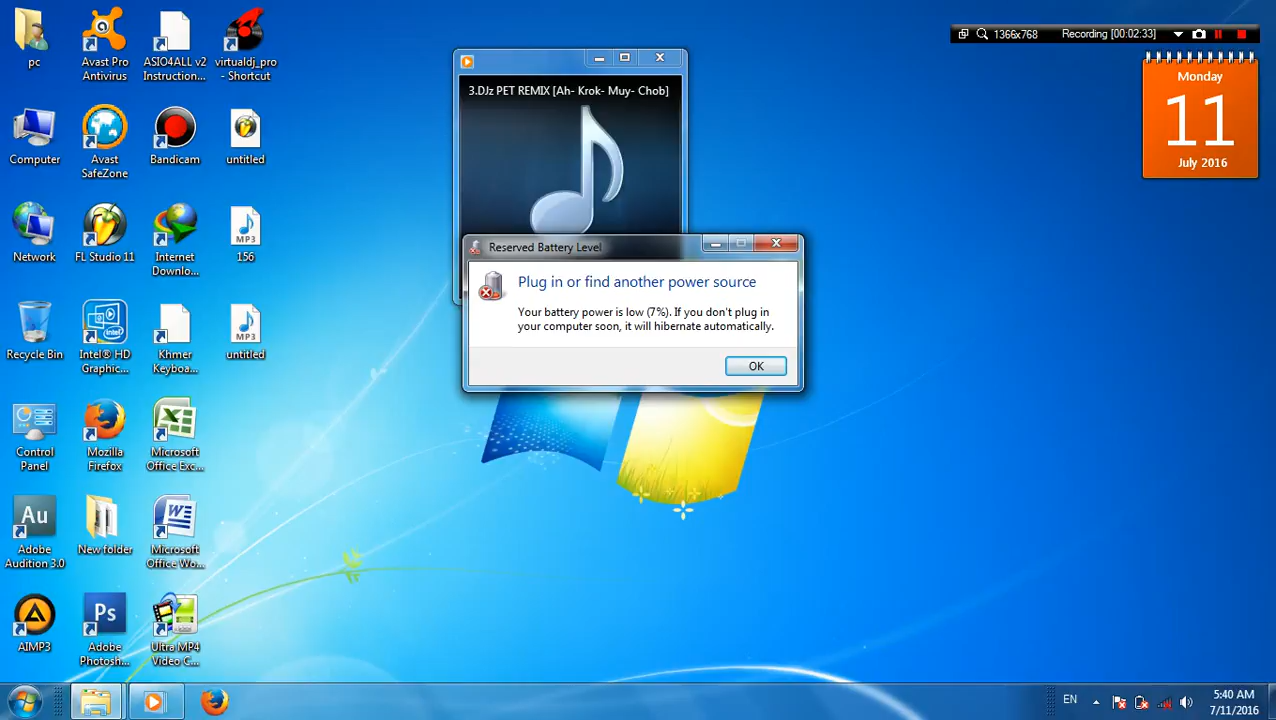 pc
Avast Pro
Antivirus
ASIO4ALL v2
Instruction...
virtualdj_pro
- Shortcut
Computer
Avast
SafeZone
Bandicam
untitled
Network
FL Studio 11
Internet
Downlo...
MP3
156
Recycle Bin
intel
Intel® HD
Graphic...
Khmer
Keyboa...
MP3
untitled
Control
Panel
Mozilla
Firefox
Microsoft
Office Exc...
Au
Adobe
Audition 3.0
New folder
Microsoft
Office Wo...
AIMP3
Ps
Adobe
Photosh...
Ultra MP4
Video C...
3.DJz PET REMIX [Ah- Krok- Muy- Chob]
Reserved Battery Level
Plug in or find another power source
Your battery power is low (7%). If you don't plug in
your computer soon, it will hibernate automatically.
OK
1366x768 Recording [00:02:33]
Monday
11
July 2016
EN
5:40 AM
7/11/2016